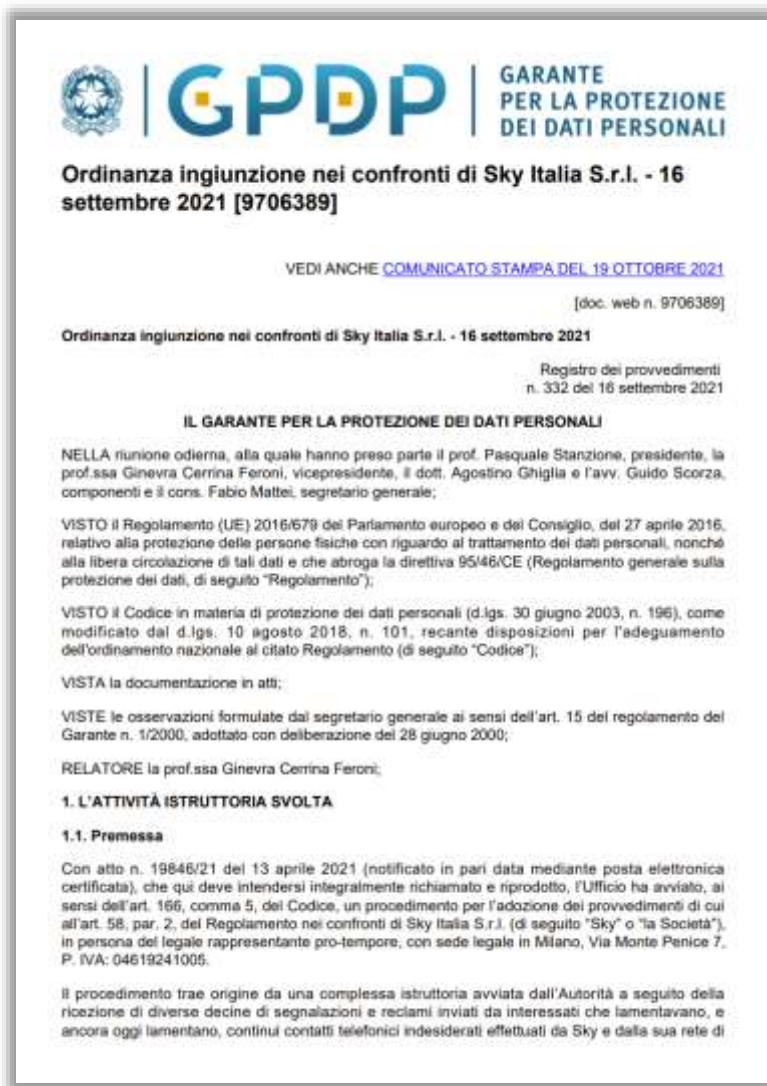 GPDP
GARANTE
PER LA PROTEZIONE
DEI DATI PERSONALI
Ordinanza ingiunzione nei confronti di Sky Italia S.r.l. - 16
settembre 2021 [9706389]
VEDI ANCHE COMUNICATO STAMPA DEL 19 OTTOBRE 2021
[doc. web n. 9706389]
Ordinanza ingiunzione nei confronti di Sky Italia S.r.l. - 16 settembre 2021
Registro dei provvedimenti
n. 332 del 16 settembre 2021
IL GARANTE PER LA PROTEZIONE DEI DATI PERSONALI
NELLA riunione odierna, alla quale hanno preso parte il prof. Pasquale Stanzione, presidente, la
prof.ssa Ginevra Cerrina Feroni, vicepresidente, il dott. Agostino Ghiglia e l'avv. Guido Scorza,
componenti e il cons. Fabio Mattei, segretario generale;
VISTO il Regolamento (UE) 2016/679 del Parlamento europeo e del Consiglio, del 27 aprile 2016,
relativo alla protezione delle persone fisiche con riguardo al trattamento dei dati personali, nonché
alla libera circolazione di tali dati e che abroga la direttiva 95/46/CE (Regolamento generale sulla
protezione dei dati, di seguito "Regolamento");
VISTO il Codice in materia di protezione dei dati personali (d.lgs. 30 giugno 2003, n. 196), come
modificato dal d.lgs. 10 agosto 2018, n. 101, recante disposizioni per l'adeguamento
dell'ordinamento nazionale al citato Regolamento (di seguito "Codice");
VISTA la documentazione in atti;
VISTE le osservazioni formulate dal segretario generale ai sensi dell'art. 15 del regolamento del
Garante n. 1/2000, adottato con deliberazione del 28 giugno 2000;
RELATORE la prof.ssa Ginevra Cerrina Feroni;
1. L'ATTIVITÀ ISTRUTTORIA SVOLTA
1.1. Premessa
Con atto n. 19846/21 del 13 aprile 2021 (notificato in pari data mediante posta elettronica
certificata), che qui deve intendersi integralmente richiamato e riprodotto, l'Ufficio ha avviato, ai
sensi dell'art. 166, comma 5, del Codice, un procedimento per l'adozione dei provvedimenti di cui
all'art. 58, par. 2, del Regolamento nei confronti di Sky Italia S.r.l. (di seguito "Sky" o "la Società"),
in persona del legale rappresentante pro-tempore, con sede legale in Milano, Via Monte Penice 7,
P. IVA: 04619241005.
Il procedimento trae origine da una complessa istruttoria avviata dall'Autorità a seguito della
ricezione di diverse decine di segnalazioni e reclami inviati da interessati che lamentavano, e
ancora oggi lamentano, continui contatti telefonici indesiderati effettuati da Sky e dalla sua rete di